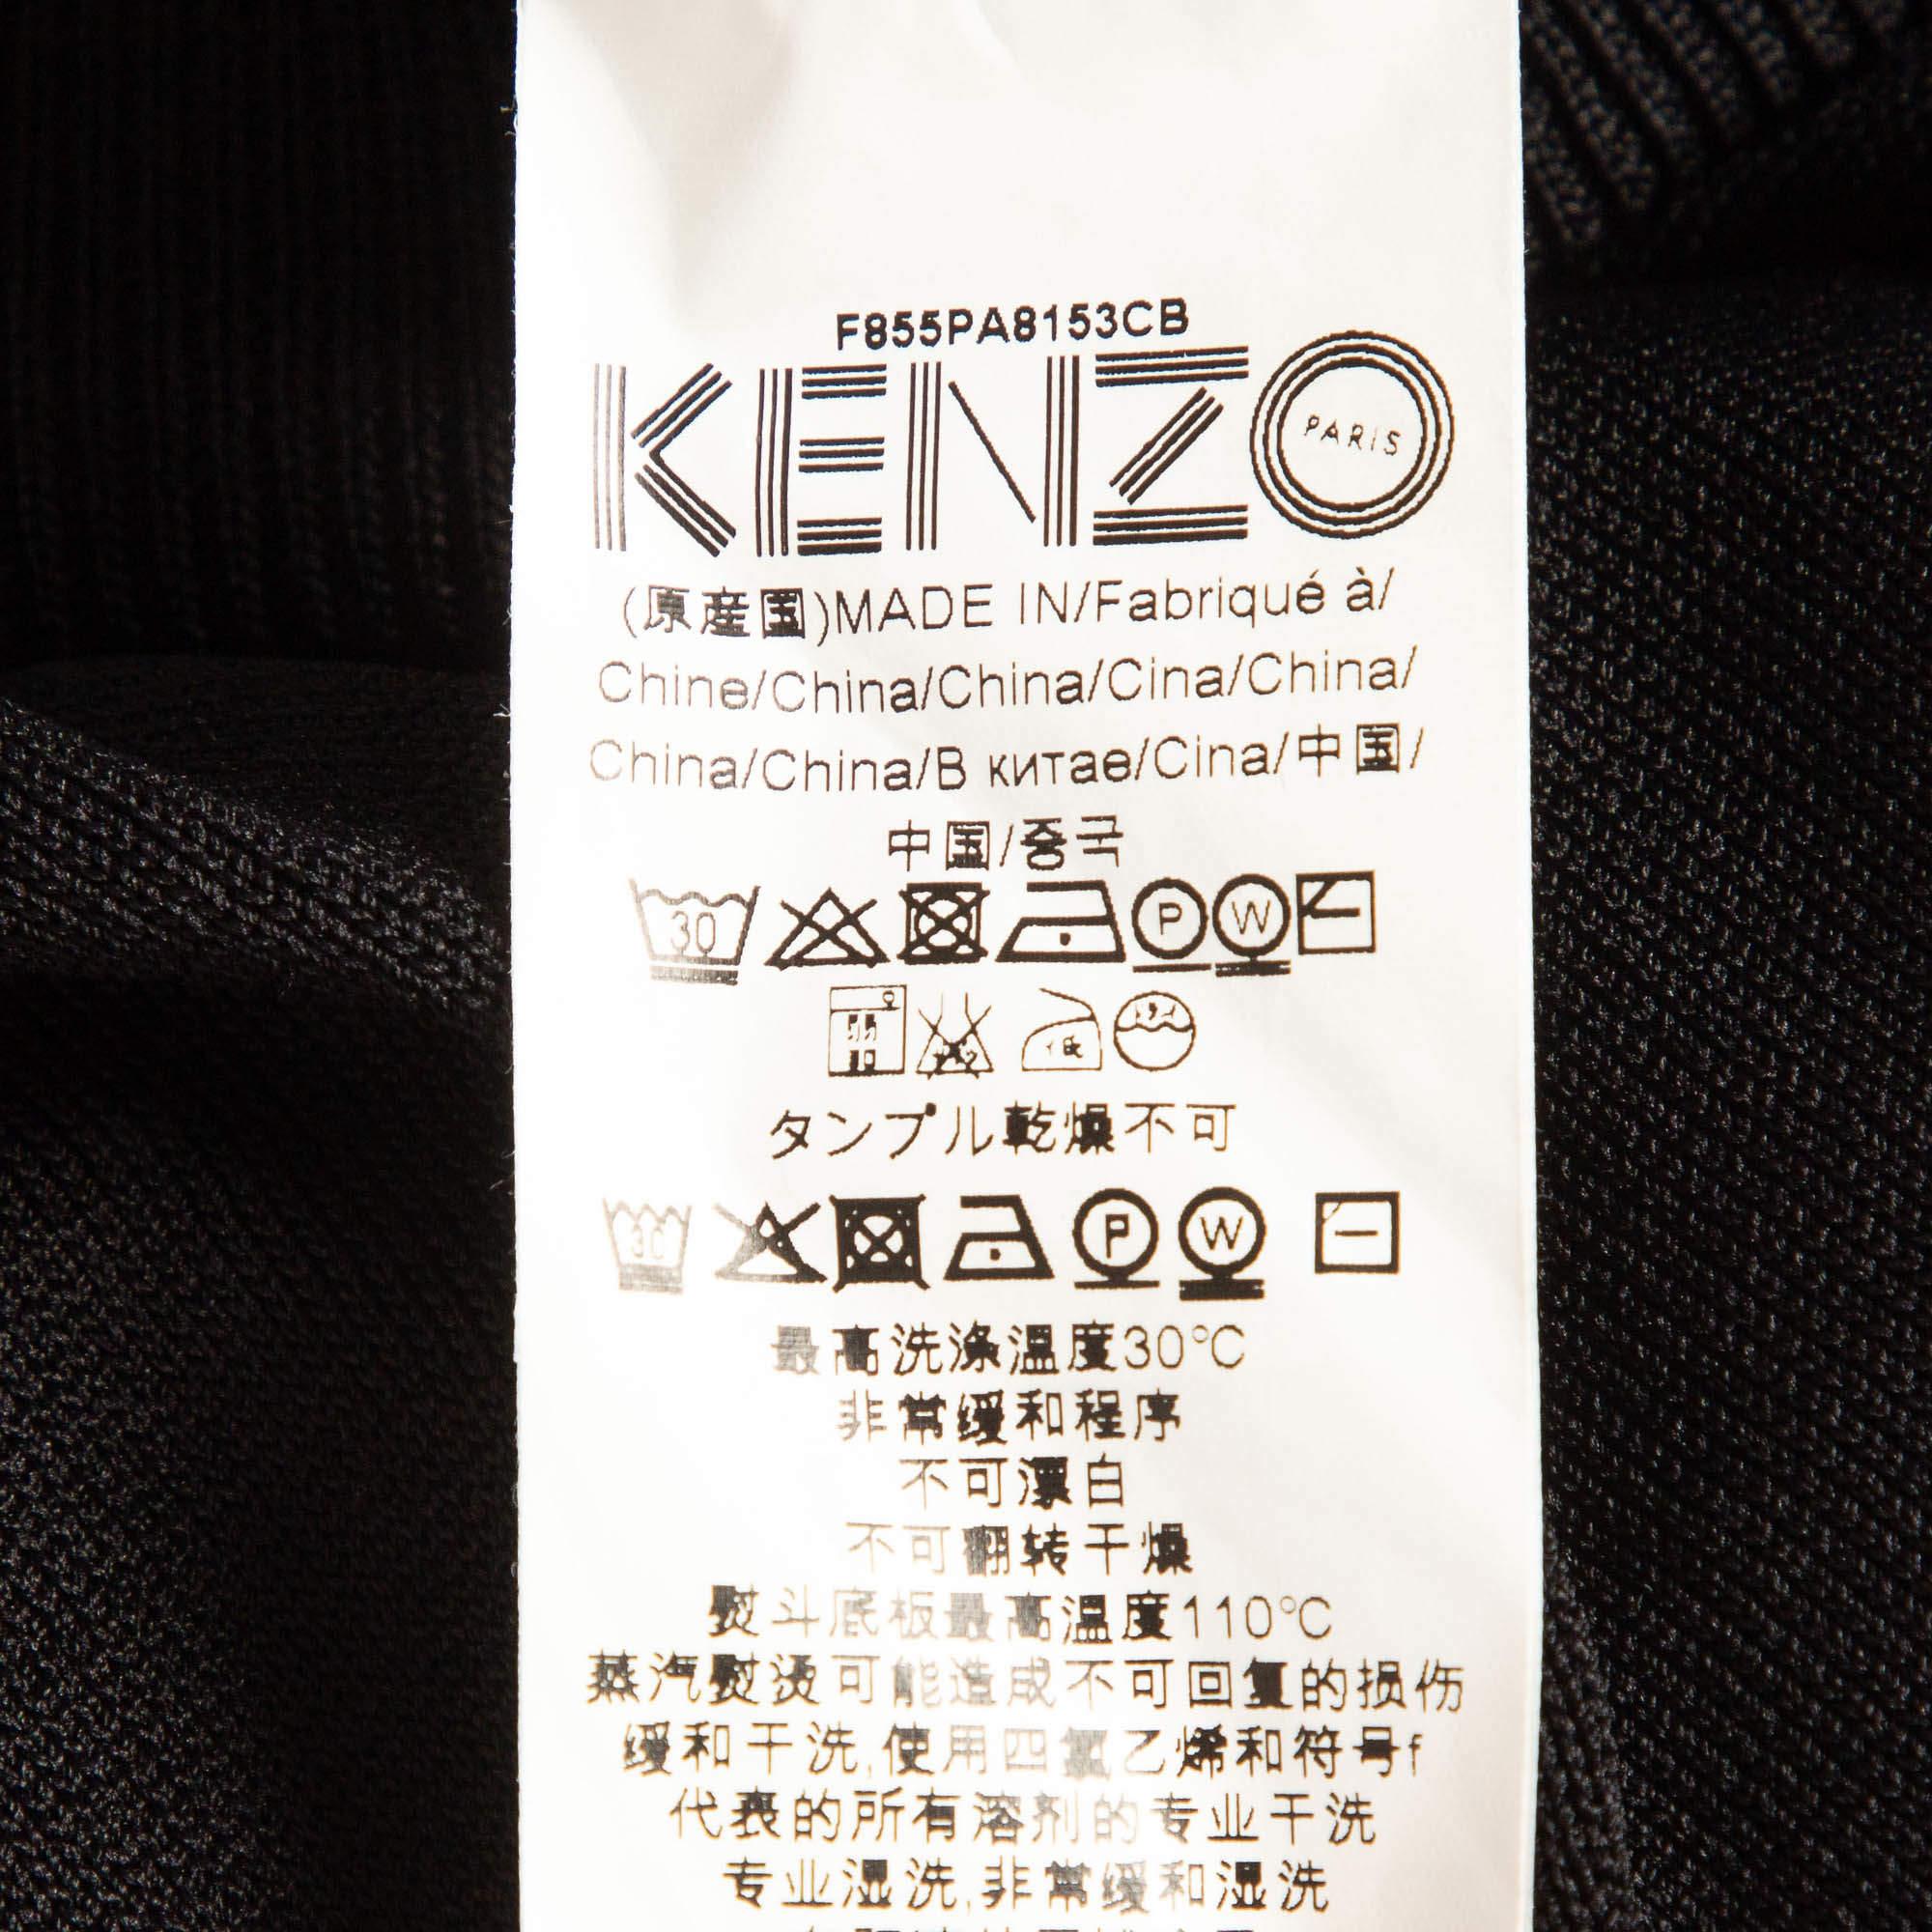 F855PA8153CB
KENZO
PARIS
(原産国)MADE IN/Fabriqué à/
Chine/China/China/Cina/China/
China/China/В китае/Cina/中国/
中国/중국
30
P W
タンブル乾燥不可
30
P W
最高洗涤温度30℃
非常缓和程序
不可漂白
不可翻转干燥
熨斗底板最高温度110℃
蒸汽熨烫可能造成不可回复的损伤
缓和干洗,使用四氯乙烯和符号f
代表的所有溶剂的专业干洗
专业湿洗,非常缓和湿洗